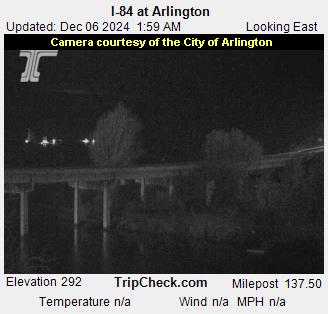 I-84 at Arlington
Updated: Dec 06 2024 1:59 AM Looking East
Camera courtesy of the City of Arlington
Elevation 292 TripCheck.com Milepost 137.50
Temperature n/a Wind n/a MPH n/a